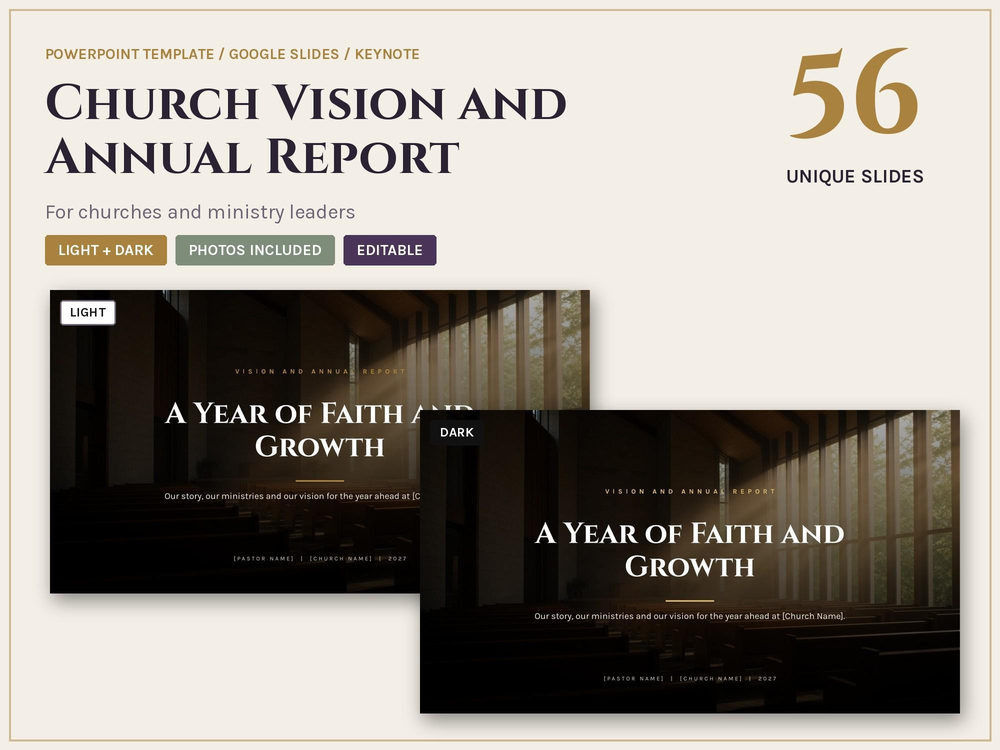 POWERPOINT TEMPLATE / GOOGLE SLIDES / KEYNOTE
CHURCH VISION AND
ANNUAL REPORT
For churches and ministry leaders
LIGHT + DARK
PHOTOS INCLUDED
EDITABLE
56
UNIQUE SLIDES
LIGHT
VISION AND ANNUAL REPORT
A YEAR OF FAITH AND
GROWTH
Our story, our ministries and our vision for the year ahead at [C
[PASTOR NAME] | [CHURCH NAME] | 2027
DARK
VISION AND ANNUAL REPORT
A YEAR OF FAITH AND
GROWTH
Our story, our ministries and our vision for the year ahead at [Church Name].
[PASTOR NAME] | [CHURCH NAME] | 2027